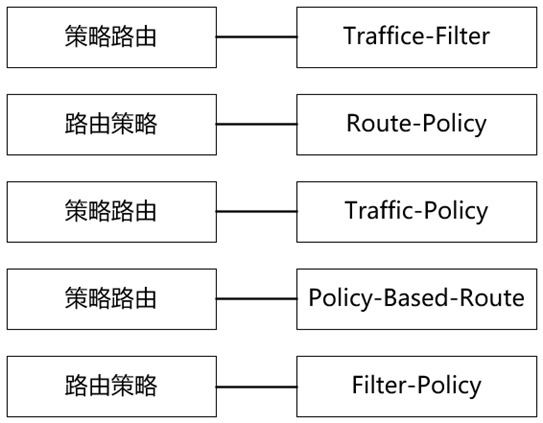 策略路由 Traffice-Filter
路由策略 Route-Policy
策略路由 Traffic-Policy
策略路由 Policy-Based-Route
路由策略 Filter-Policy